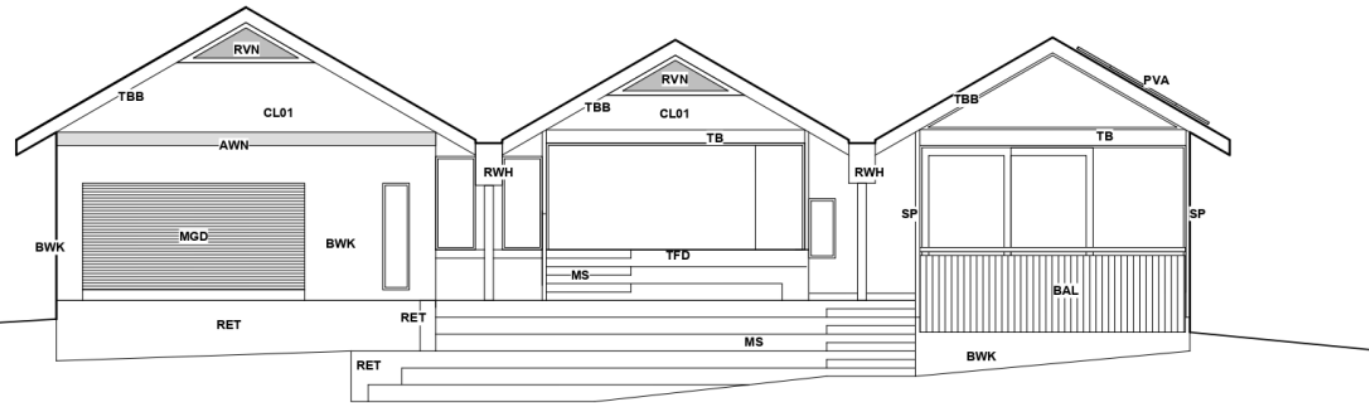 RVN
RVN
PVA
TBB
TBB
TBB
CL01
CL01
AWN
TB
TB
RWH
RWH
SP
SP
MGD
BWK
BWK
TFD
MS
BAL
RET
RET
MS
BWK
RET